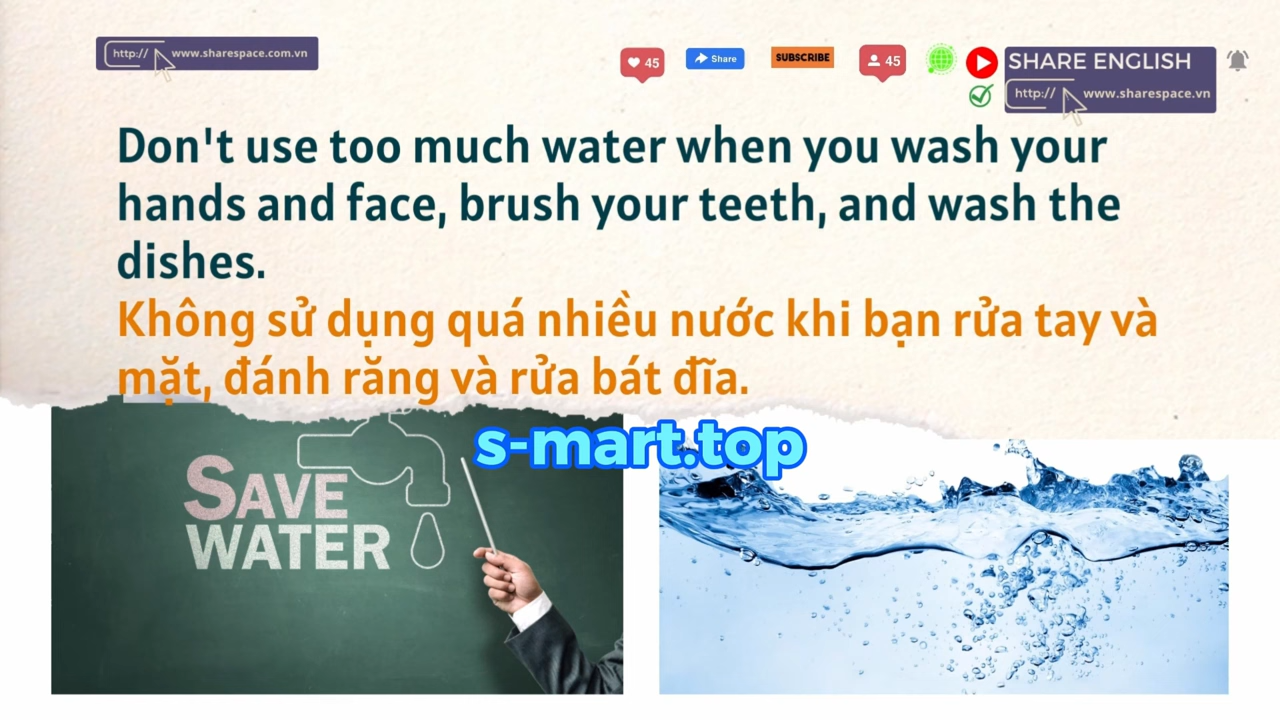 http:// www.sharespace.com.vn
45
Share
SUBSCRIBE
45
SHARE ENGLISH
http:// www.sharespace.vn
Don't use too much water when you wash your
hands and face, brush your teeth, and wash the
dishes.
Không sử dụng quá nhiều nước khi bạn rửa tay và
mặt, đánh răng và rửa bát đĩa.
s-mart.top
SAVE
WATER